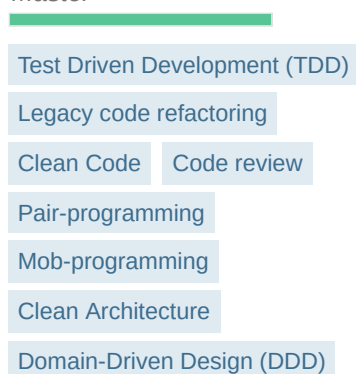 Master
Test Driven Development (TDD)
Legacy code refactoring
Clean Code Code review
Pair-programming
Mob-programming
Clean Architecture
Domain-Driven Design (DDD)